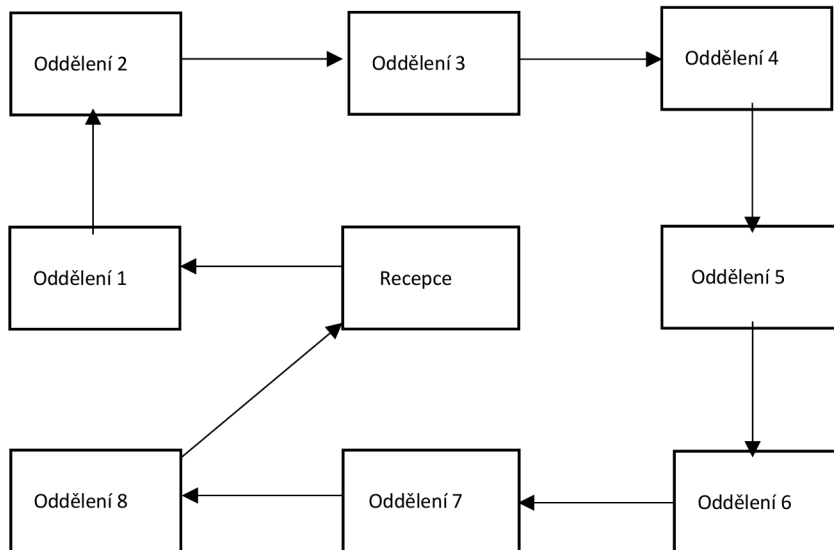 Oddělení 2
Oddělení 3
Oddělení 4
Oddělení 1
Recepce
Oddělení 5
Oddělení 8
Oddělení 7
Oddělení 6